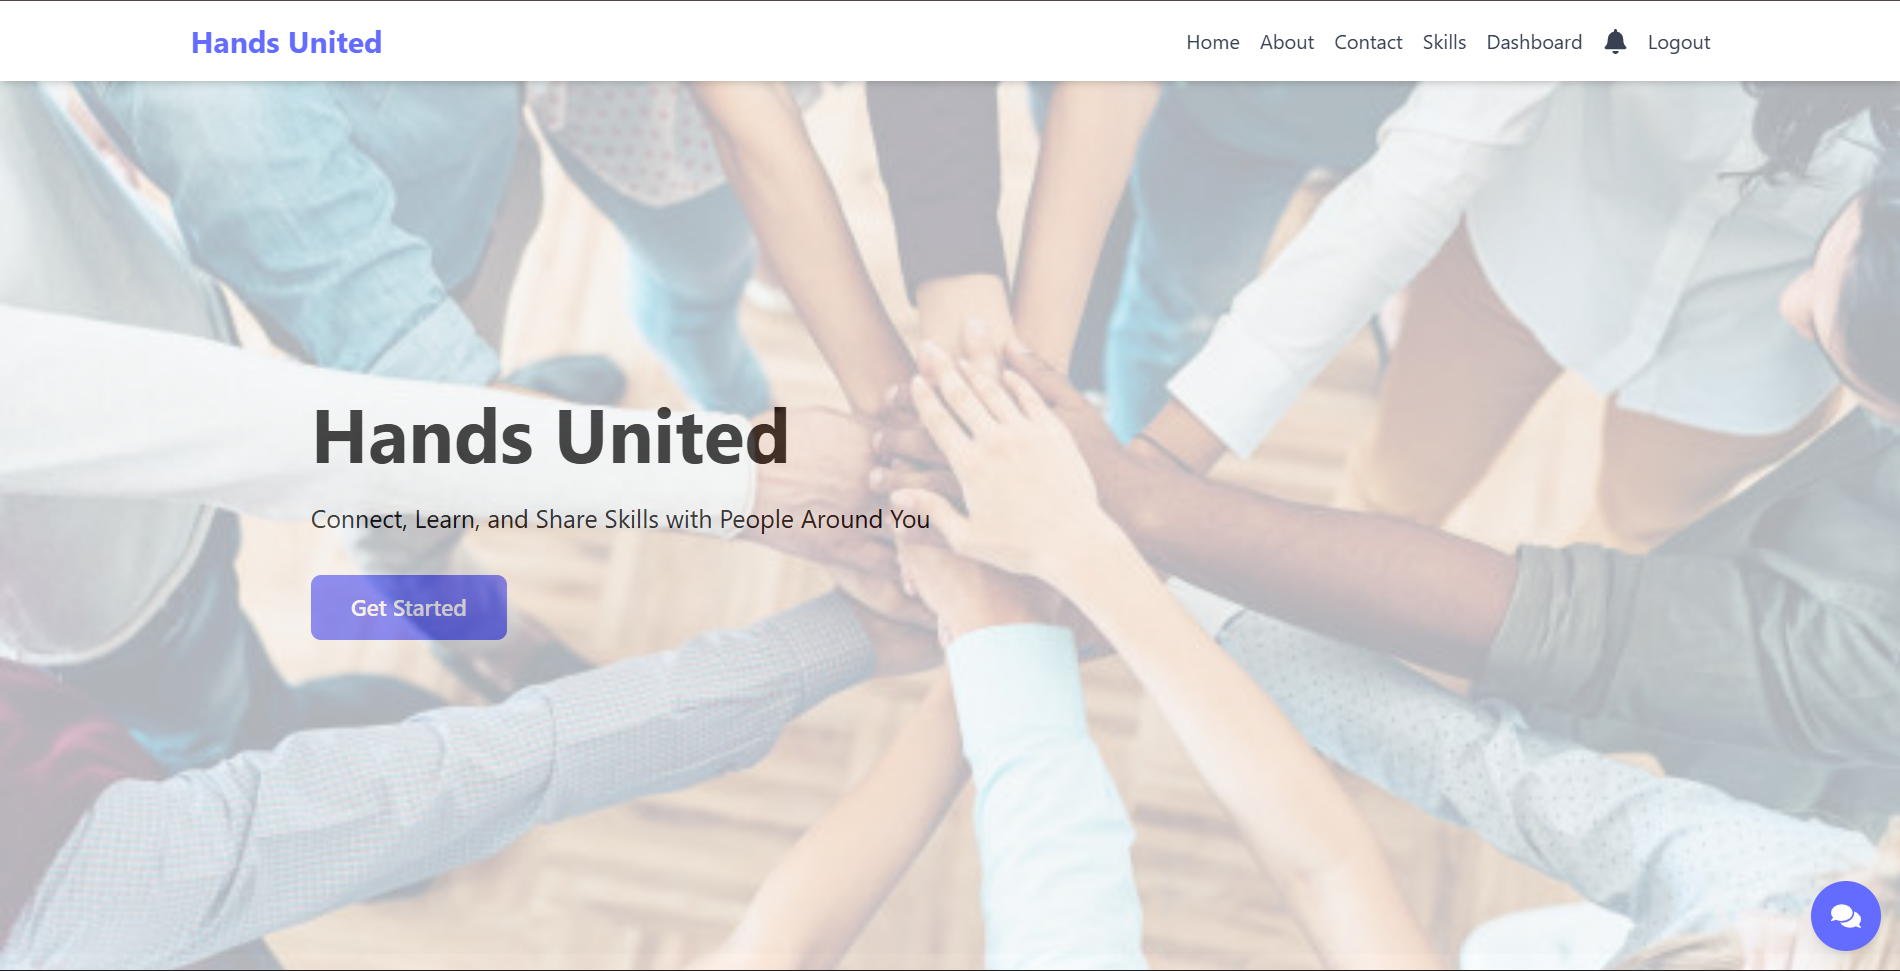 Hands United
Home About Contact Skills Dashboard Logout
Hands United
Connect, Learn, and Share Skills with People Around You
Get Started